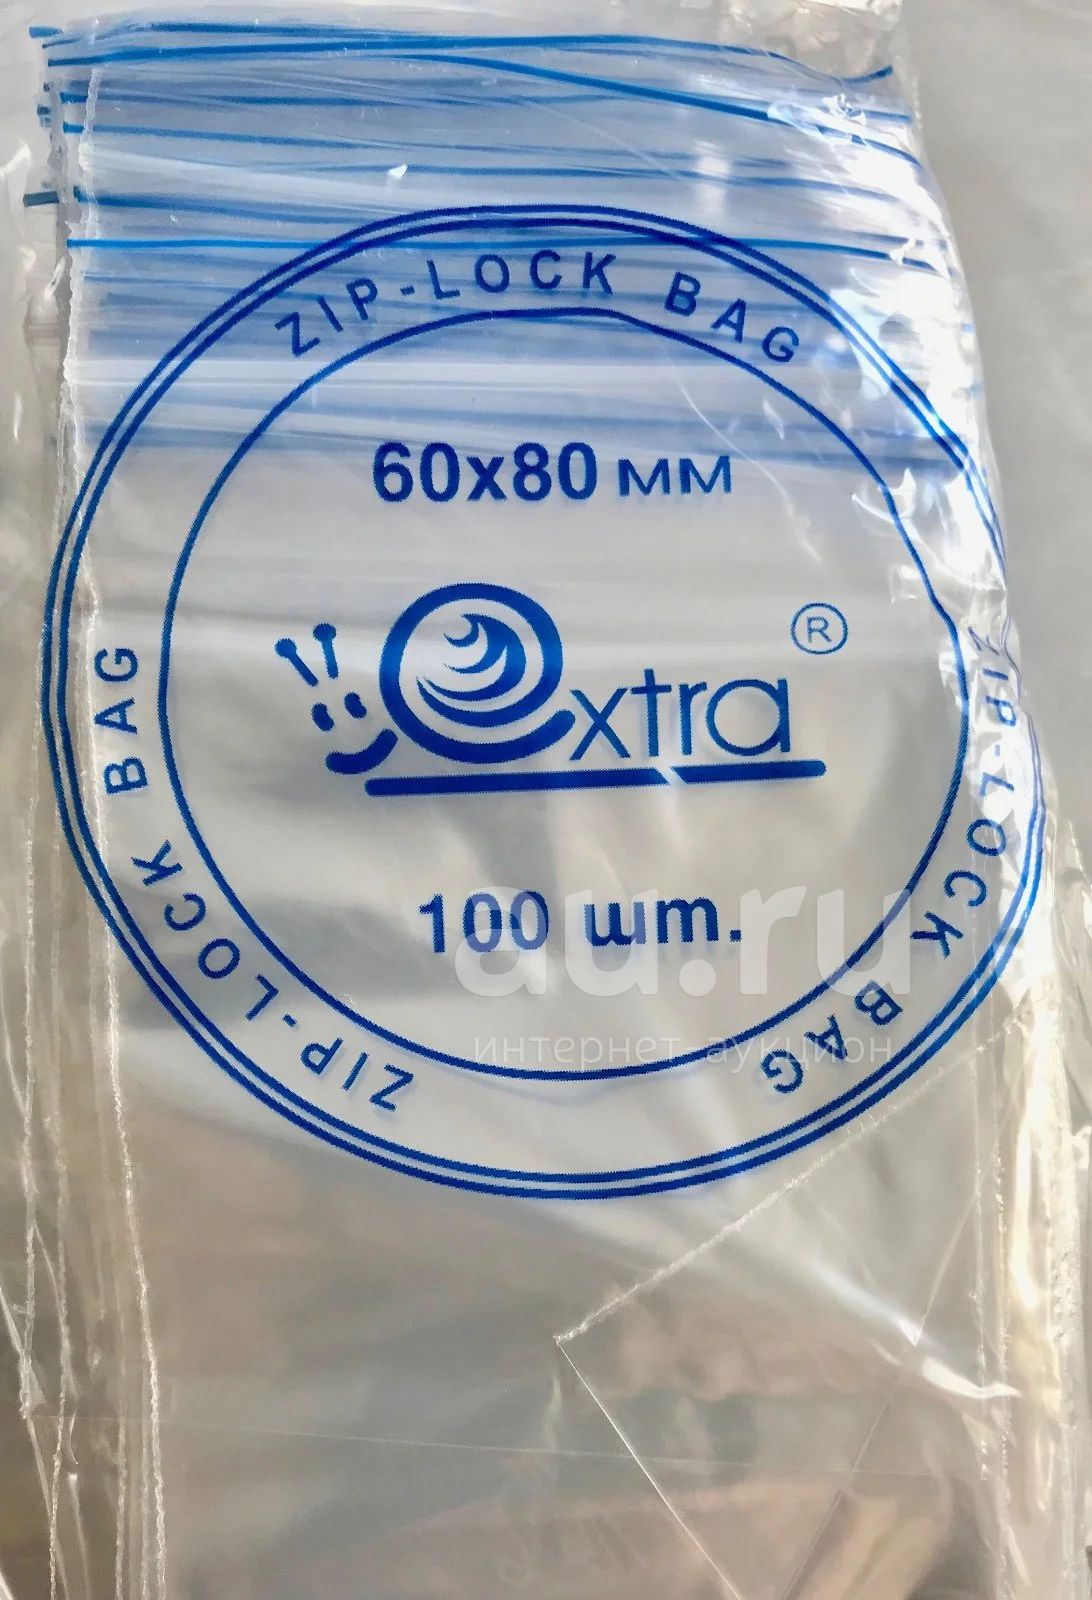 ZIP-LOCK BAG
60x80 мм
extra ®
100 шт.
ZIP-LOCK BAG
ZIP-LOCK BAG
au.ru
интернет-аукцион